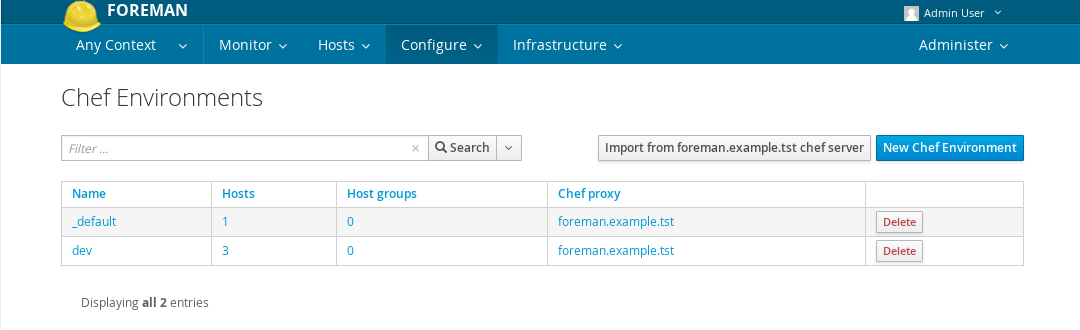 FOREMAN
Admin User
Any Context Monitor Hosts Configure Infrastructure Administer
Chef Environments
Filter ... × Search Import from foreman.example.tst chef server New Chef Environment
Name Hosts Host groups Chef proxy
_default 1 0 foreman.example.tst Delete
dev 3 0 foreman.example.tst Delete
Displaying all 2 entries